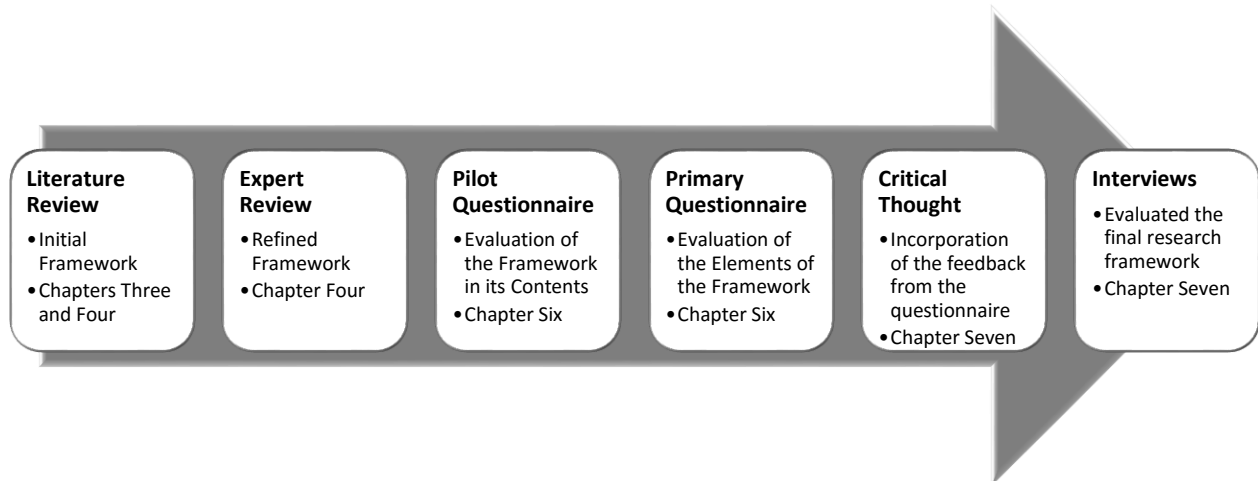 Literature
Review
•Initial
Framework
•Chapters Three
and Four
Expert
Review
•Refined
Framework
•Chapter Four
Pilot
Questionnaire
•Evaluation of
the Framework
in its Contents
•Chapter Six
Primary
Questionnaire
•Evaluation of
the Elements of
the Framework
•Chapter Six
Critical
Thought
•Incorporation
of the feedback
from the
questionnaire
•Chapter Seven
Interviews
•Evaluated the
final research
framework
•Chapter Seven